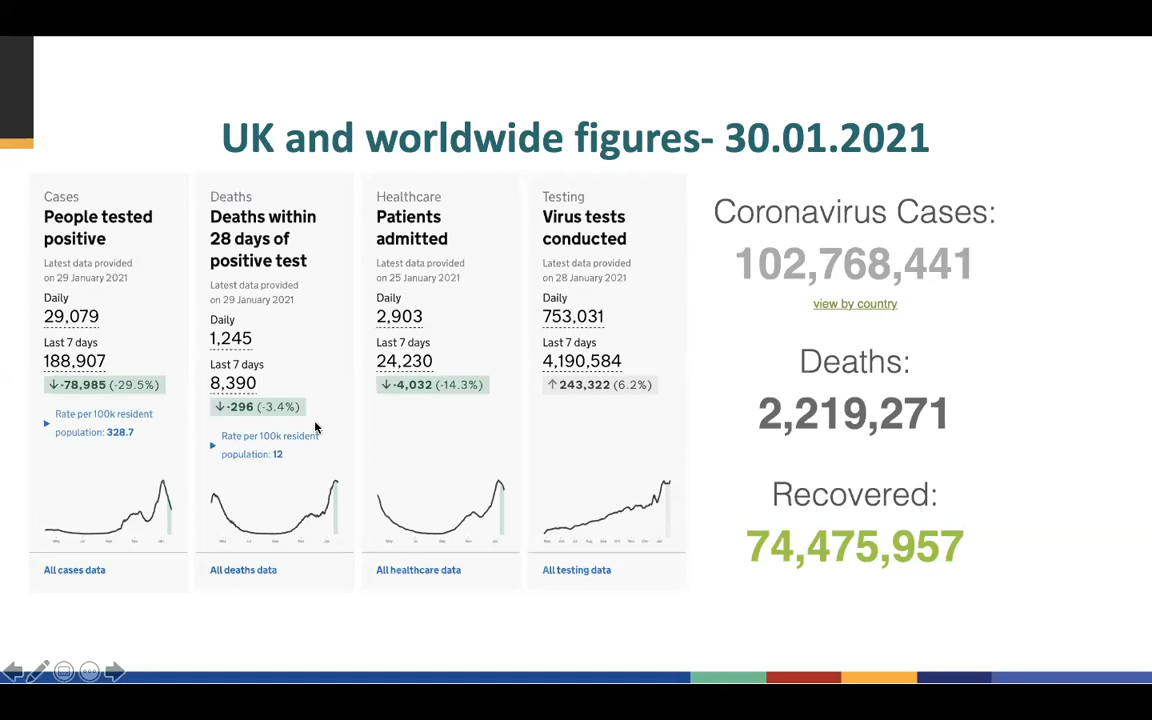 UK and worldwide figures- 30.01.2021
Cases
People tested
positive
Latest data provided
on 29 January 2021
Daily
29,079
Last 7 days
188,907
↓-78,985 (-29.5%)
Rate per 100k resident
population: 328.7
All cases data
Deaths
Deaths within
28 days of
positive test
Latest data provided
on 29 January 2021
Daily
1,245
Last 7 days
8,390
↓-296 (-3.4%)
Rate per 100k resident
population: 12
All deaths data
Healthcare
Patients
admitted
Latest data provided
on 25 January 2021
Daily
2,903
Last 7 days
24,230
↓-4,032 (-14.3%)
All healthcare data
Testing
Virus tests
conducted
Latest data provided
on 28 January 2021
Daily
753,031
Last 7 days
4,190,584
↑ 243,322 (6.2%)
All testing data
Coronavirus Cases:
102,768,441
view by country
Deaths:
2,219,271
Recovered:
74,475,957